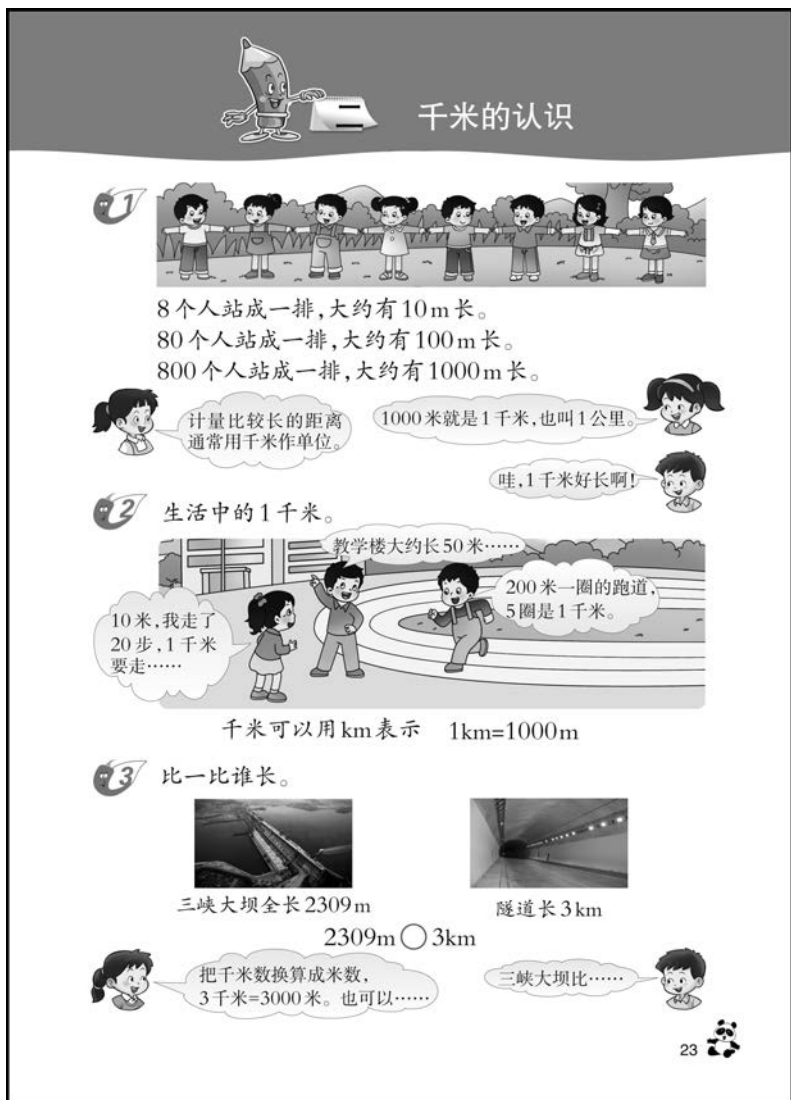 千米的认识
1
8个人站成一排,大约有10m长。
80个人站成一排,大约有100m长。
800个人站成一排,大约有1000m长。
计量比较长的距离
通常用千米作单位。
1000米就是1千米,也叫1公里。
哇,1千米好长啊!
2 生活中的1千米。
教学楼大约长50米……
200米一圈的跑道,
5圈是1千米。
10米,我走了
20步,1千米
要走……
千米可以用km表示 1km=1000m
3 比一比谁长。
三峡大坝全长2309m
隧道长3km
2309m○3km
把千米数换算成米数,
3千米=3000米。也可以……
三峡大坝比……
23